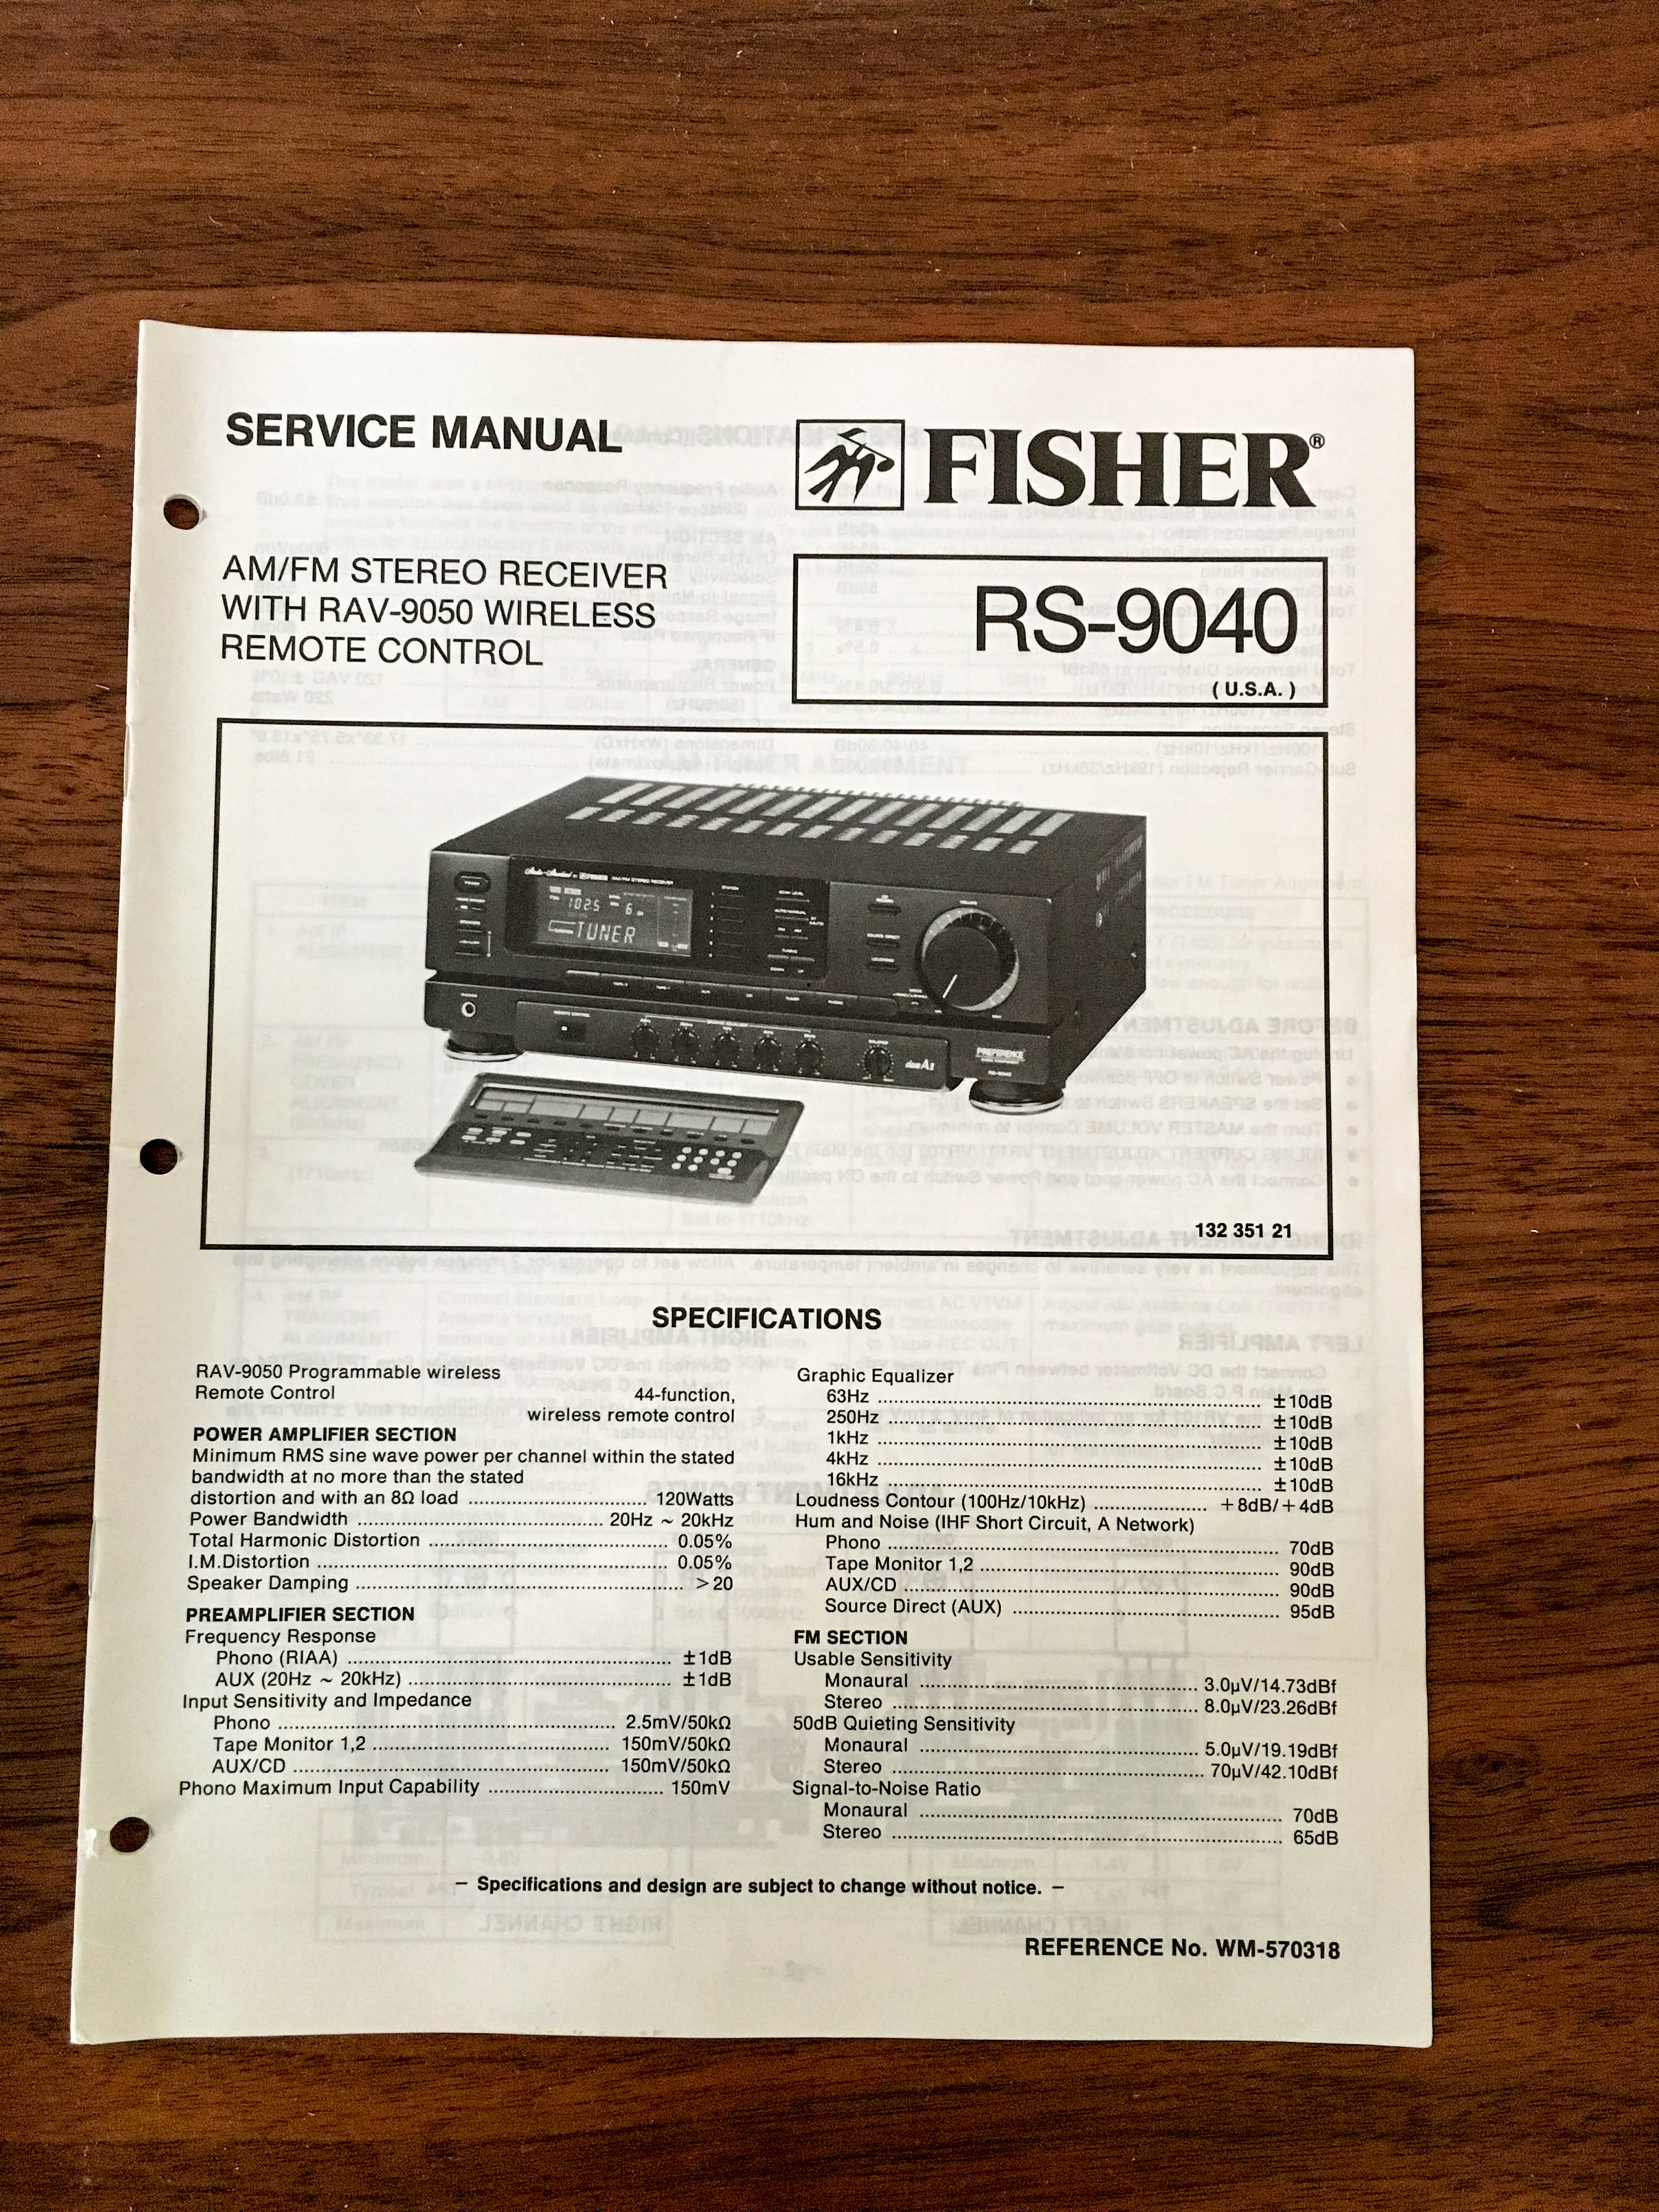 SERVICE MANUAL
FISHER®
AM/FM STEREO RECEIVER
WITH RAV-9050 WIRELESS
REMOTE CONTROL
RS-9040
( U.S.A. )
102.5 6
TUNER
132 351 21
SPECIFICATIONS
RAV-9050 Programmable wireless
Remote Control 44-function,
wireless remote control
POWER AMPLIFIER SECTION
Minimum RMS sine wave power per channel within the stated
bandwidth at no more than the stated
distortion and with an 8Ω load ........ 120Watts
Power Bandwidth ........ 20Hz ~ 20kHz
Total Harmonic Distortion ........ 0.05%
I.M.Distortion ........ 0.05%
Speaker Damping ........ >20
PREAMPLIFIER SECTION
Frequency Response
Phono (RIAA) ........ ±1dB
AUX (20Hz ~ 20kHz) ........ ±1dB
Input Sensitivity and Impedance
Phono ........ 2.5mV/50kΩ
Tape Monitor 1,2 ........ 150mV/50kΩ
AUX/CD ........ 150mV/50kΩ
Phono Maximum Input Capability ........ 150mV
Graphic Equalizer
63Hz ........ ±10dB
250Hz ........ ±10dB
1kHz ........ ±10dB
4kHz ........ ±10dB
16kHz ........ ±10dB
Loudness Contour (100Hz/10kHz) ........ +8dB/+4dB
Hum and Noise (IHF Short Circuit, A Network)
Phono ........ 70dB
Tape Monitor 1,2 ........ 90dB
AUX/CD ........ 90dB
Source Direct (AUX) ........ 95dB
FM SECTION
Usable Sensitivity
Monaural ........ 3.0µV/14.73dBf
Stereo ........ 8.0µV/23.26dBf
50dB Quieting Sensitivity
Monaural ........ 5.0µV/19.19dBf
Stereo ........ 70µV/42.10dBf
Signal-to-Noise Ratio
Monaural ........ 70dB
Stereo ........ 65dB
– Specifications and design are subject to change without notice. –
REFERENCE No. WM-570318